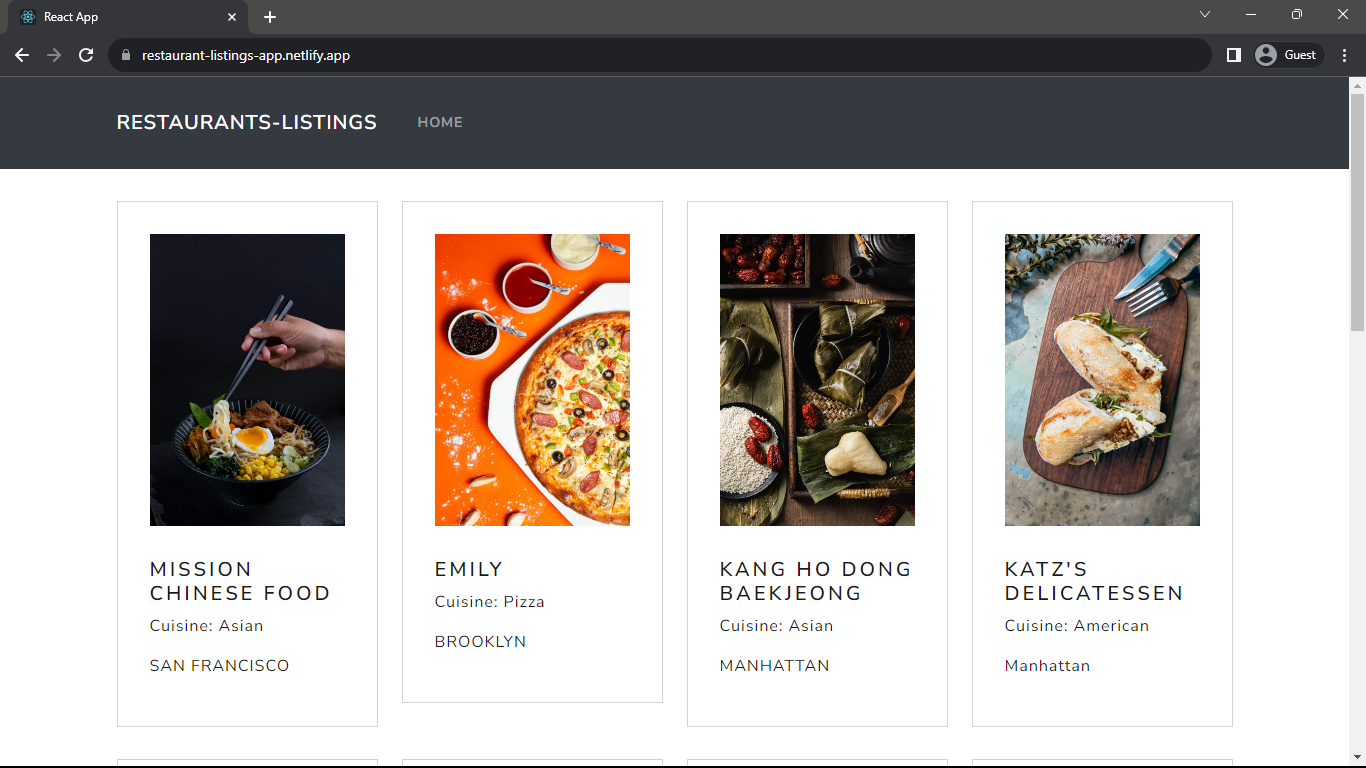 React App
restaurant-listings-app.netlify.app
Guest
RESTAURANTS-LISTINGS
HOME
MISSION
CHINESE FOOD
Cuisine: Asian
SAN FRANCISCO
EMILY
Cuisine: Pizza
BROOKLYN
KANG HO DONG
BAEKJEONG
Cuisine: Asian
MANHATTAN
KATZ'S
DELICATESSEN
Cuisine: American
Manhattan